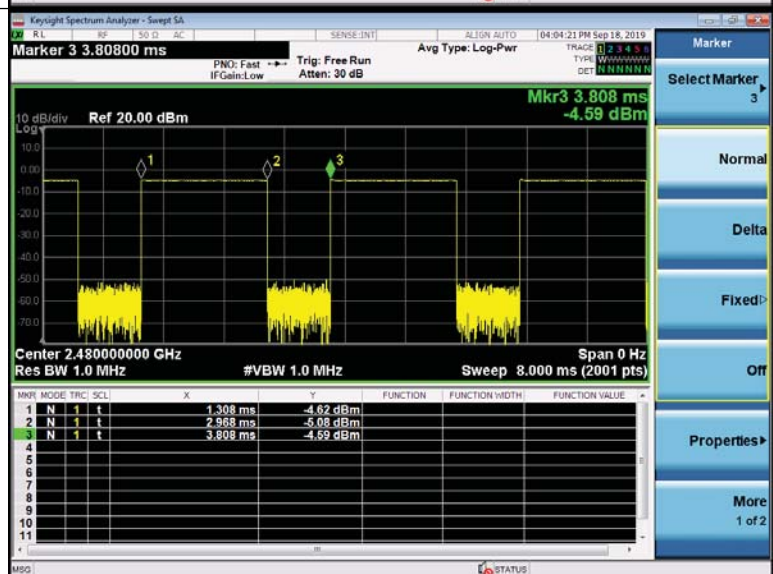 Keysight Spectrum Analyzer - Swept SA
LXI RL RF 50 Ω AC SENSE:INT ALIGN AUTO 04:04:21 PM Sep 18, 2019
Marker 3 3.80800 ms
PNO: Fast
IFGain:Low
Trig: Free Run
Atten: 30 dB
Avg Type: Log-Pwr
TRACE 1 2 3 4 5 6
TYPE WWWWWW
DET N N N N N N
Mkr3 3.808 ms
-4.59 dBm
10 dB/div Ref 20.00 dBm
Log
10.0
0.00
-10.0
-20.0
-30.0
-40.0
-50.0
-60.0
-70.0
1
2
3
Center 2.480000000 GHz
Span 0 Hz
Res BW 1.0 MHz
#VBW 1.0 MHz
Sweep 8.000 ms (2001 pts)
MKR MODE TRC SCL X Y FUNCTION FUNCTION WIDTH FUNCTION VALUE
1 N 1 t 1.308 ms -4.62 dBm
2 N 1 t 2.968 ms -5.08 dBm
3 N 1 t 3.808 ms -4.59 dBm
4
5
6
7
8
9
10
11
MSG
STATUS
Marker
Select Marker
3
Normal
Delta
Fixed
Off
Properties
More
1 of 2